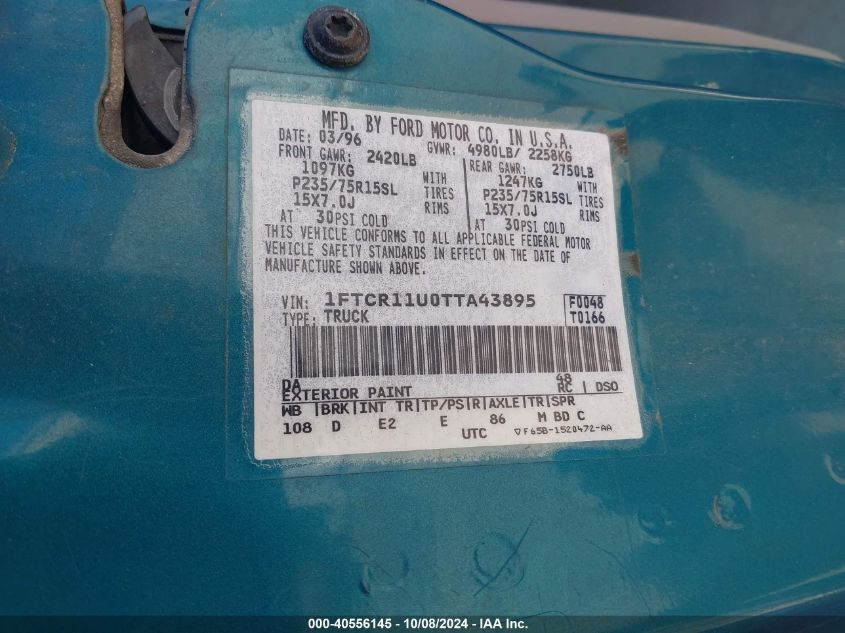 MFD. BY FORD MOTOR CO. IN U.S.A.
DATE: 03/96 GVWR: 4980LB/ 2258KG
FRONT GAWR: 2420LB REAR GAWR: 2750LB
1097KG WITH 1247KG WITH
P235/75R15SL TIRES P235/75R15SL TIRES
15X7.0J RIMS 15X7.0J RIMS
AT 30PSI COLD AT 30PSI COLD
THIS VEHICLE CONFORMS TO ALL APPLICABLE FEDERAL MOTOR
VEHICLE SAFETY STANDARDS IN EFFECT ON THE DATE OF
MANUFACTURE SHOWN ABOVE.
VIN: 1FTCR11U0TTA43895 F0048
TYPE: TRUCK T0166
DA 48
EXTERIOR PAINT RC | DSO
WB |BRK|INT TR|TP/PS|R|AXLE|TR|SPR
108 D E2 E 86 M BD C
UTC ▽F65B-1520472-AA
000-40556145 - 10/08/2024 - IAA Inc.